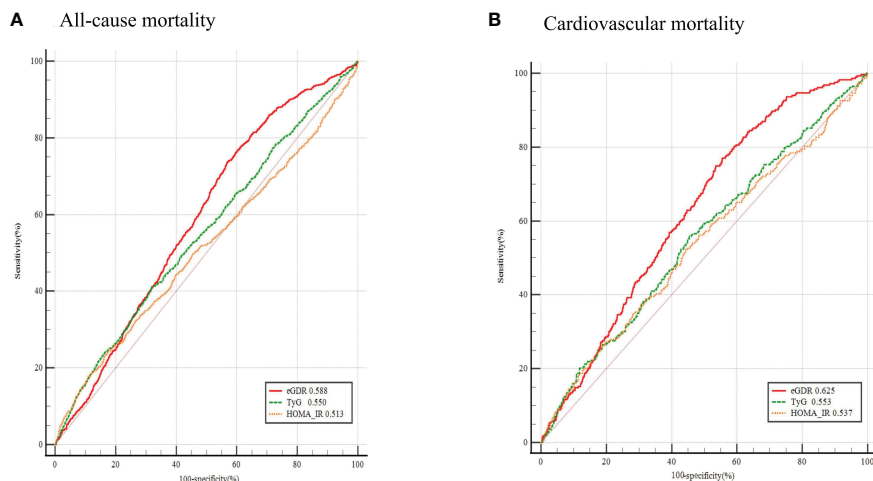 A All-cause mortality
100
80
60
40
20
0
Sensitivity(%)
0 20 40 60 80 100
100-specificity(%)
eGDR 0.588
TyG 0.550
HOMA_IR 0.513
B Cardiovascular mortality
100
80
60
40
20
0
Sensitivity(%)
0 20 40 60 80 100
100-specificity(%)
eGDR 0.625
TyG 0.553
HOMA_IR 0.537